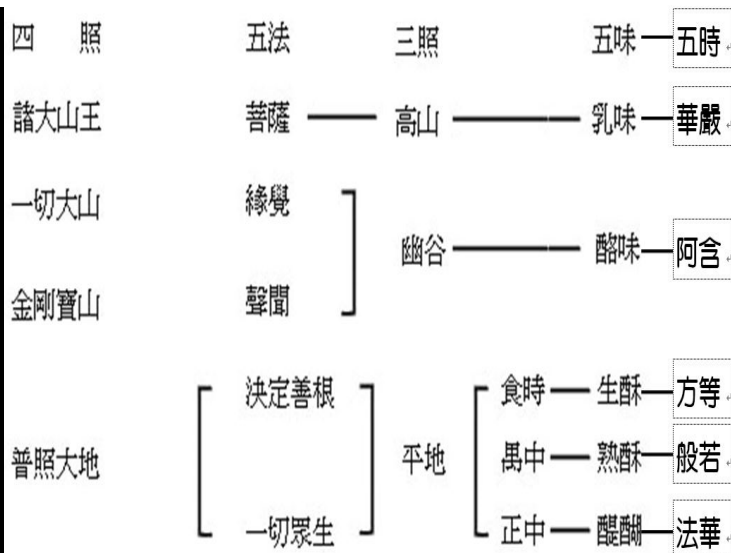 四 照 五法 三照 五味 五時
諸大山王 菩薩 高山 乳味 華嚴
一切大山 緣覺
幽谷 酪味 阿含
金剛寶山 聲聞
決定善根 食時 生酥 方等
普照大地 平地 禺中 熟酥 般若
一切眾生 正中 醍醐 法華